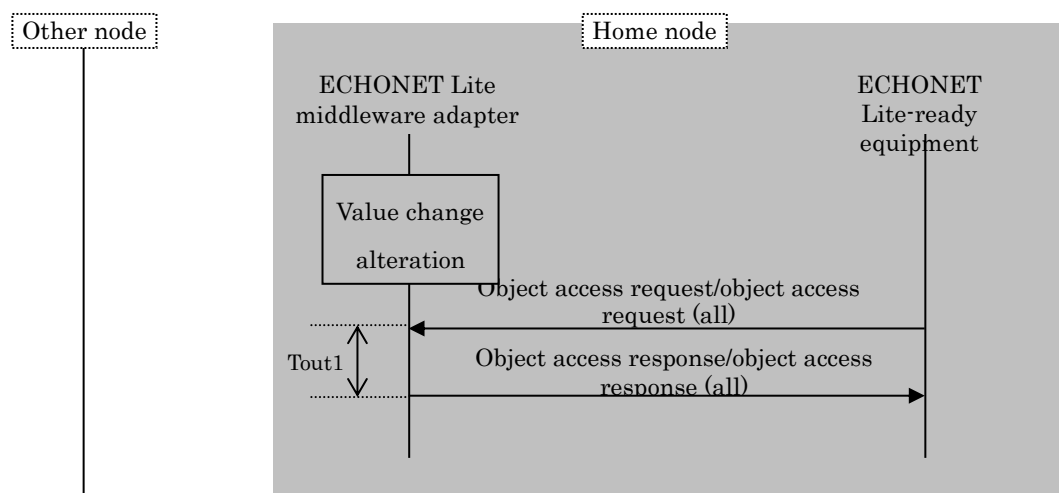 Other node
Home node
ECHONET Lite
middleware adapter
ECHONET
Lite-ready
equipment
Value change
alteration
Object access request/object access
request (all)
Tout1
Object access response/object access
response (all)